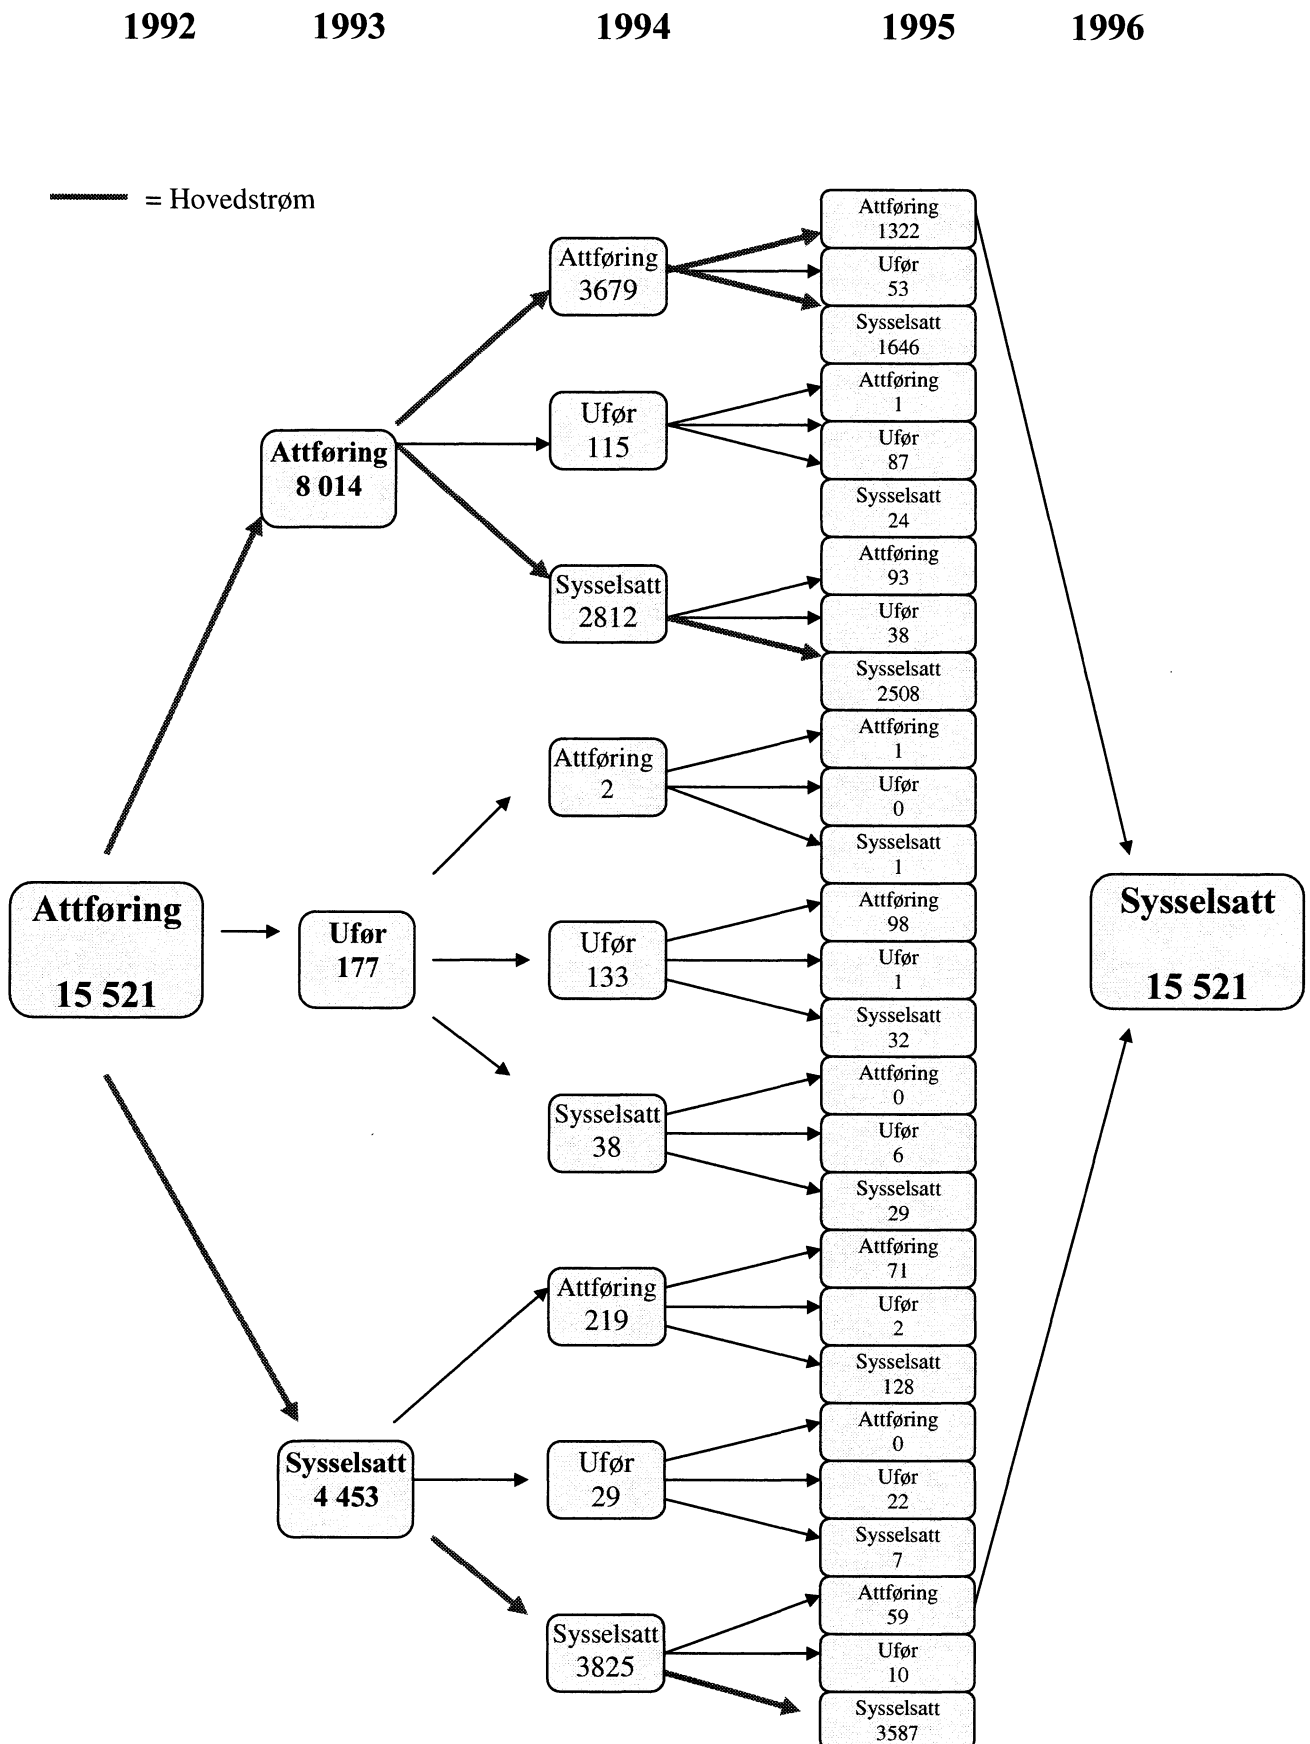 1992 1993 1994 1995 1996
= Hovedstrøm
Attføring
15 521
Attføring
8 014
Ufør
177
Sysselsatt
4 453
Attføring
3679
Ufør
115
Sysselsatt
2812
Attføring
2
Ufør
133
Sysselsatt
38
Attføring
219
Ufør
29
Sysselsatt
3825
Attføring
1322
Ufør
53
Sysselsatt
1646
Attføring
1
Ufør
87
Sysselsatt
24
Attføring
93
Ufør
38
Sysselsatt
2508
Attføring
1
Ufør
0
Sysselsatt
1
Attføring
98
Ufør
1
Sysselsatt
32
Attføring
0
Ufør
6
Sysselsatt
29
Attføring
71
Ufør
2
Sysselsatt
128
Attføring
0
Ufør
22
Sysselsatt
7
Attføring
59
Ufør
10
Sysselsatt
3587
Sysselsatt
15 521